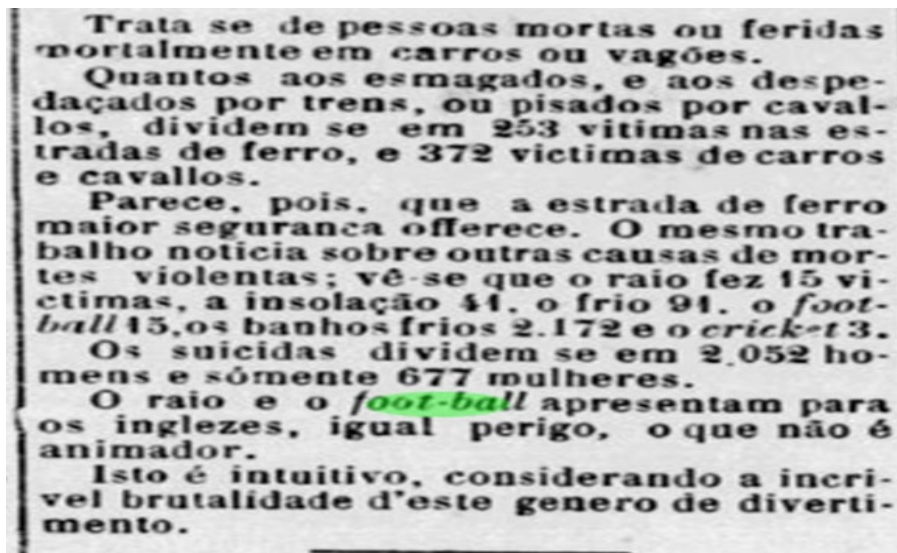 Trata se de pessoas mortas ou feridas
mortalmente em carros ou vagões.
Quantos aos esmagados, e aos despe-
daçados por trens, ou pisados por caval-
los, dividem se em 253 vitimas nas es-
tradas de ferro, e 372 victimas de carros
e cavallos.
Parece, pois, que a estrada de ferro
maior seguranca offerece. O mesmo tra-
balho noticia sobre outras causas de mor-
tes violentas; vê-se que o raio fez 15 vi-
ctimas, a insolação 41, o frio 91, o foot-
ball 15, os banhos frios 2.172 e o cricket 3.
Os suicidas dividem se em 2.052 ho-
mens e sómente 677 mulheres.
O raio e o foot-ball apresentam para
os inglezes, igual perigo, o que não é
animador.
Isto é intuitivo, considerando a incri-
vel brutalidade d'este genero de diverti-
mento.